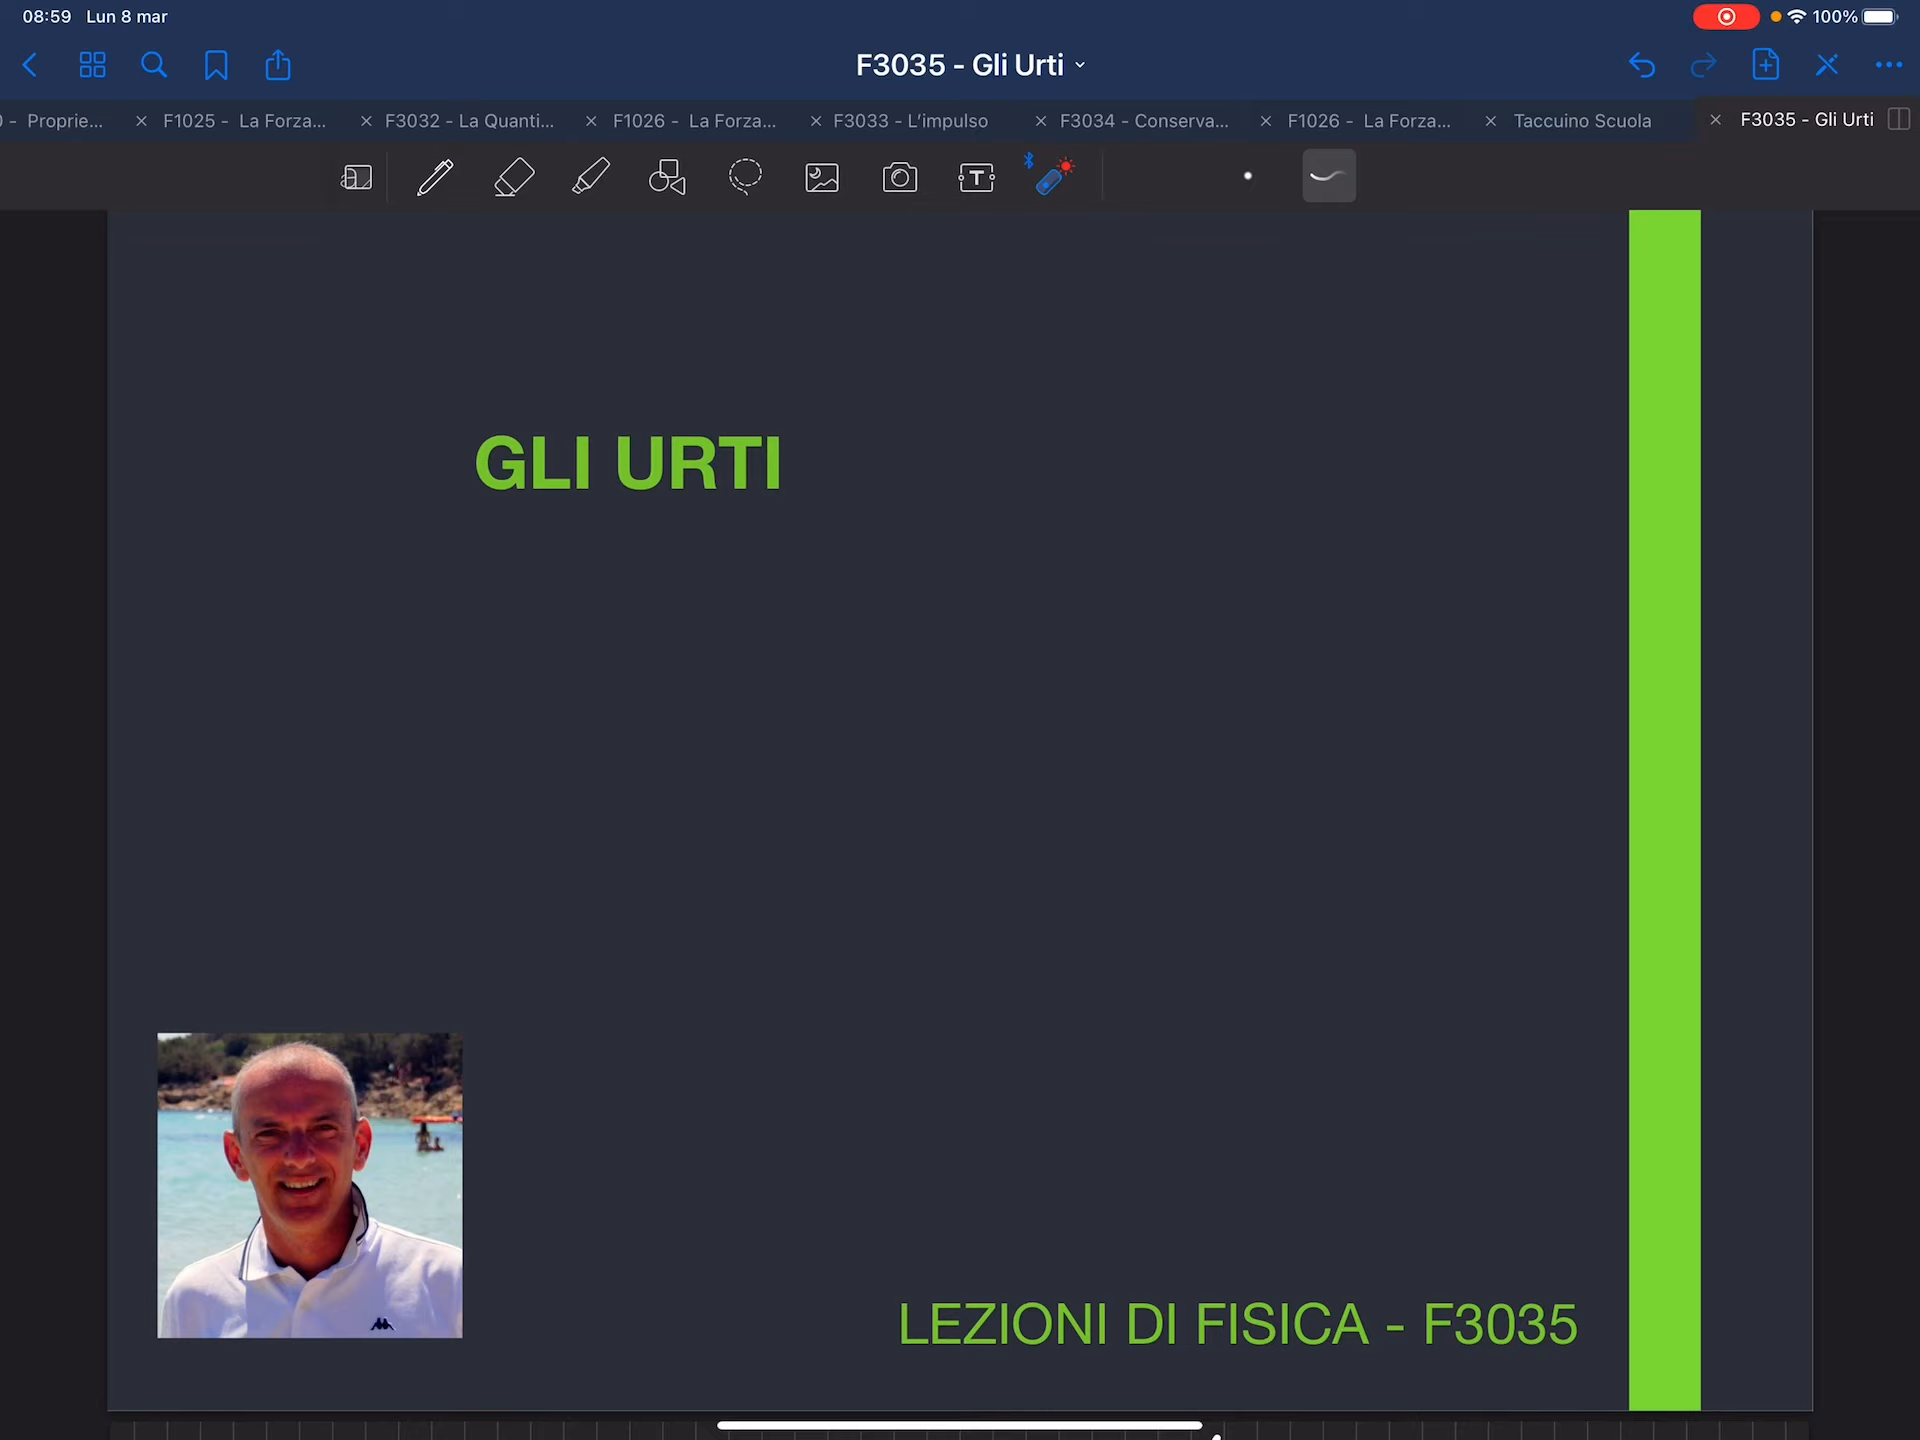 08:59 Lun 8 mar
100%
F3035 - Gli Urti
- Proprie...
F1025 - La Forza...
F3032 - La Quanti...
F1026 - La Forza...
F3033 - L'impulso
F3034 - Conserva...
F1026 - La Forza...
Taccuino Scuola
F3035 - Gli Urti
GLI URTI
LEZIONI DI FISICA - F3035